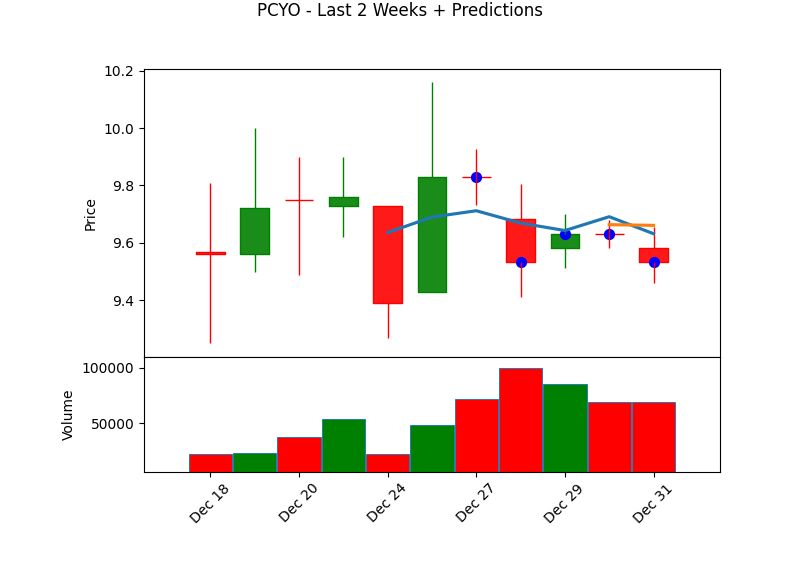 PCYO - Last 2 Weeks + Predictions
10.2
10.0
9.8
9.6
9.4
Price
100000
50000
Volume
Dec 18
Dec 20
Dec 24
Dec 27
Dec 29
Dec 31